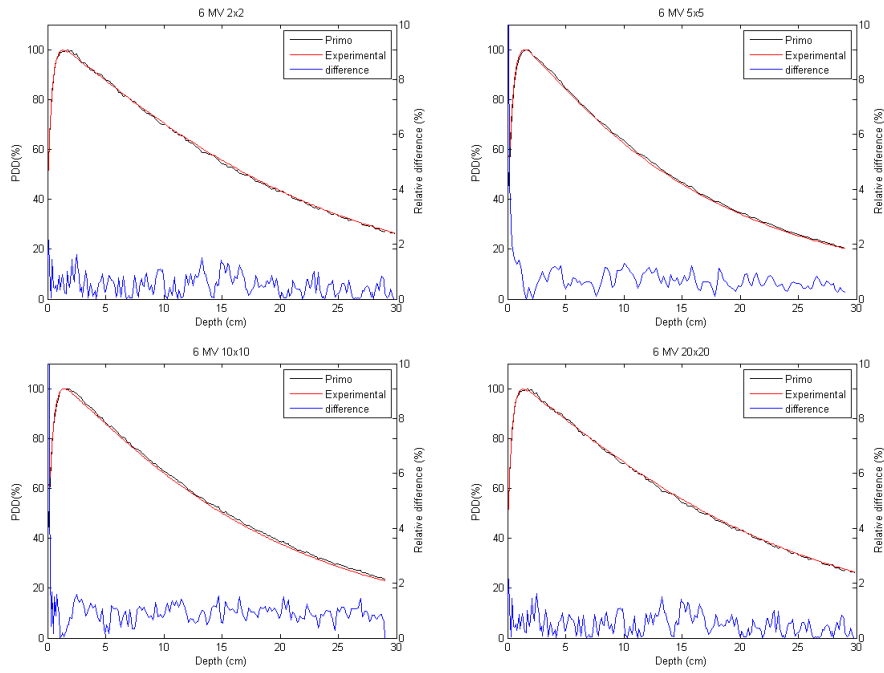 6 MV 2x2
10
100
80
60
40
20
0
PDD(%)
8
6
4
2
0
Relative difference (%)
Primo
Experimental
difference
0 5 10 15 20 25 30
Depth (cm)
6 MV 5x5
10
100
80
60
40
20
0
PDD(%)
8
6
4
2
0
Relative difference (%)
Primo
Experimental
difference
0 5 10 15 20 25 30
Depth (cm)
6 MV 10x10
10
100
80
60
40
20
0
PDD(%)
8
6
4
2
0
Relative difference (%)
Primo
Experimental
difference
0 5 10 15 20 25 30
Depth (cm)
6 MV 20x20
10
100
80
60
40
20
0
PDD(%)
8
6
4
2
0
Relative difference (%)
Primo
Experimental
difference
0 5 10 15 20 25 30
Depth (cm)